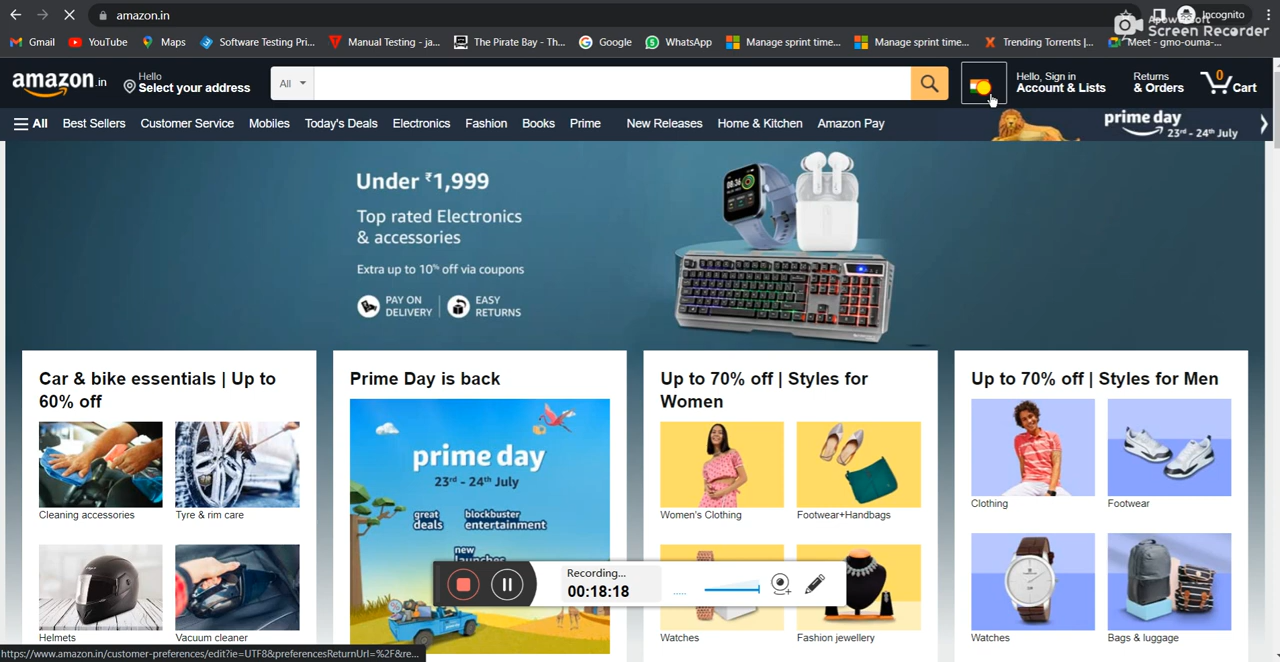 amazon.in
Incognito
Apowersoft
Screen Recorder
Gmail
YouTube
Maps
Software Testing Pri...
Manual Testing - ja...
The Pirate Bay - Th...
Google
WhatsApp
Manage sprint time...
Manage sprint time...
Trending Torrents |...
Meet - gmo-ouma-...
amazon.in
Hello
Select your address
All
Hello, Sign in
Account & Lists
Returns
& Orders
0
Cart
All
Best Sellers
Customer Service
Mobiles
Today's Deals
Electronics
Fashion
Books
Prime
New Releases
Home & Kitchen
Amazon Pay
prime day
23rd - 24th July
Under ₹1,999
Top rated Electronics
& accessories
Extra up to 10% off via coupons
PAY ON
DELIVERY
EASY
RETURNS
Car & bike essentials | Up to
60% off
Cleaning accessories
Tyre & rim care
Helmets
Vacuum cleaner
Prime Day is back
prime day
23rd - 24th July
great
deals
blockbuster
entertainment
new
Up to 70% off | Styles for
Women
Women's Clothing
Footwear+Handbags
Watches
Fashion jewellery
Up to 70% off | Styles for Men
Clothing
Footwear
Watches
Bags & luggage
Recording...
00:18:18
https://www.amazon.in/customer-preferences/edit?ie=UTF8&preferencesReturnUrl=%2F&re...